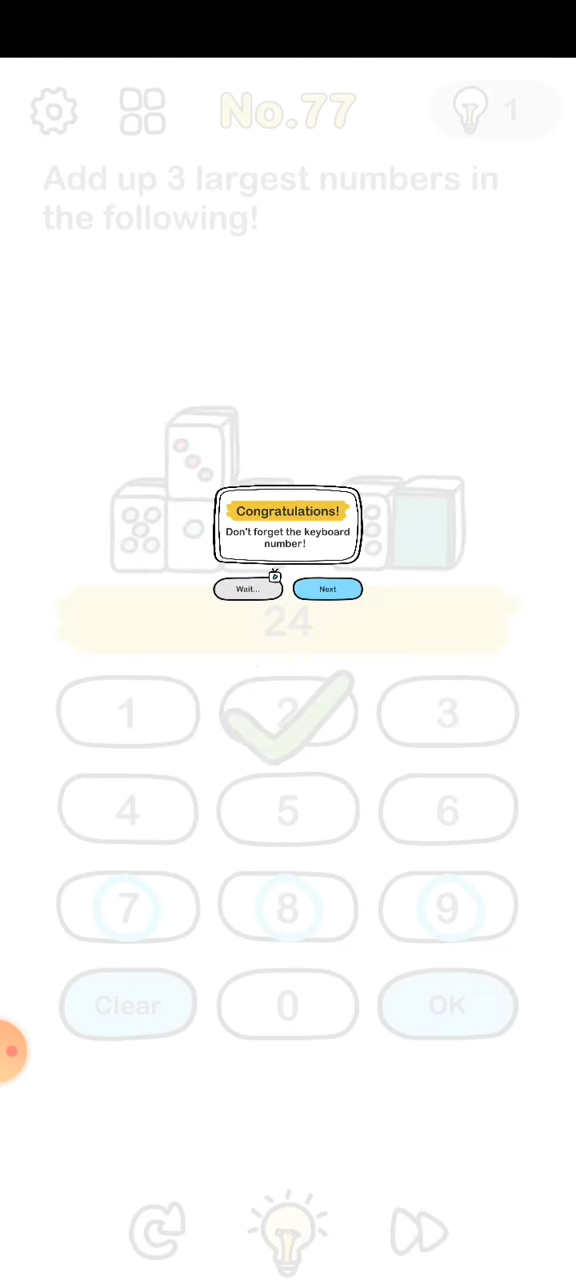 No.77
1
Add up 3 largest numbers in
the following!
Congratulations!
Don't forget the keyboard
number!
Wait...
Next
24
1
2
3
4
5
6
7
8
9
Clear
0
OK